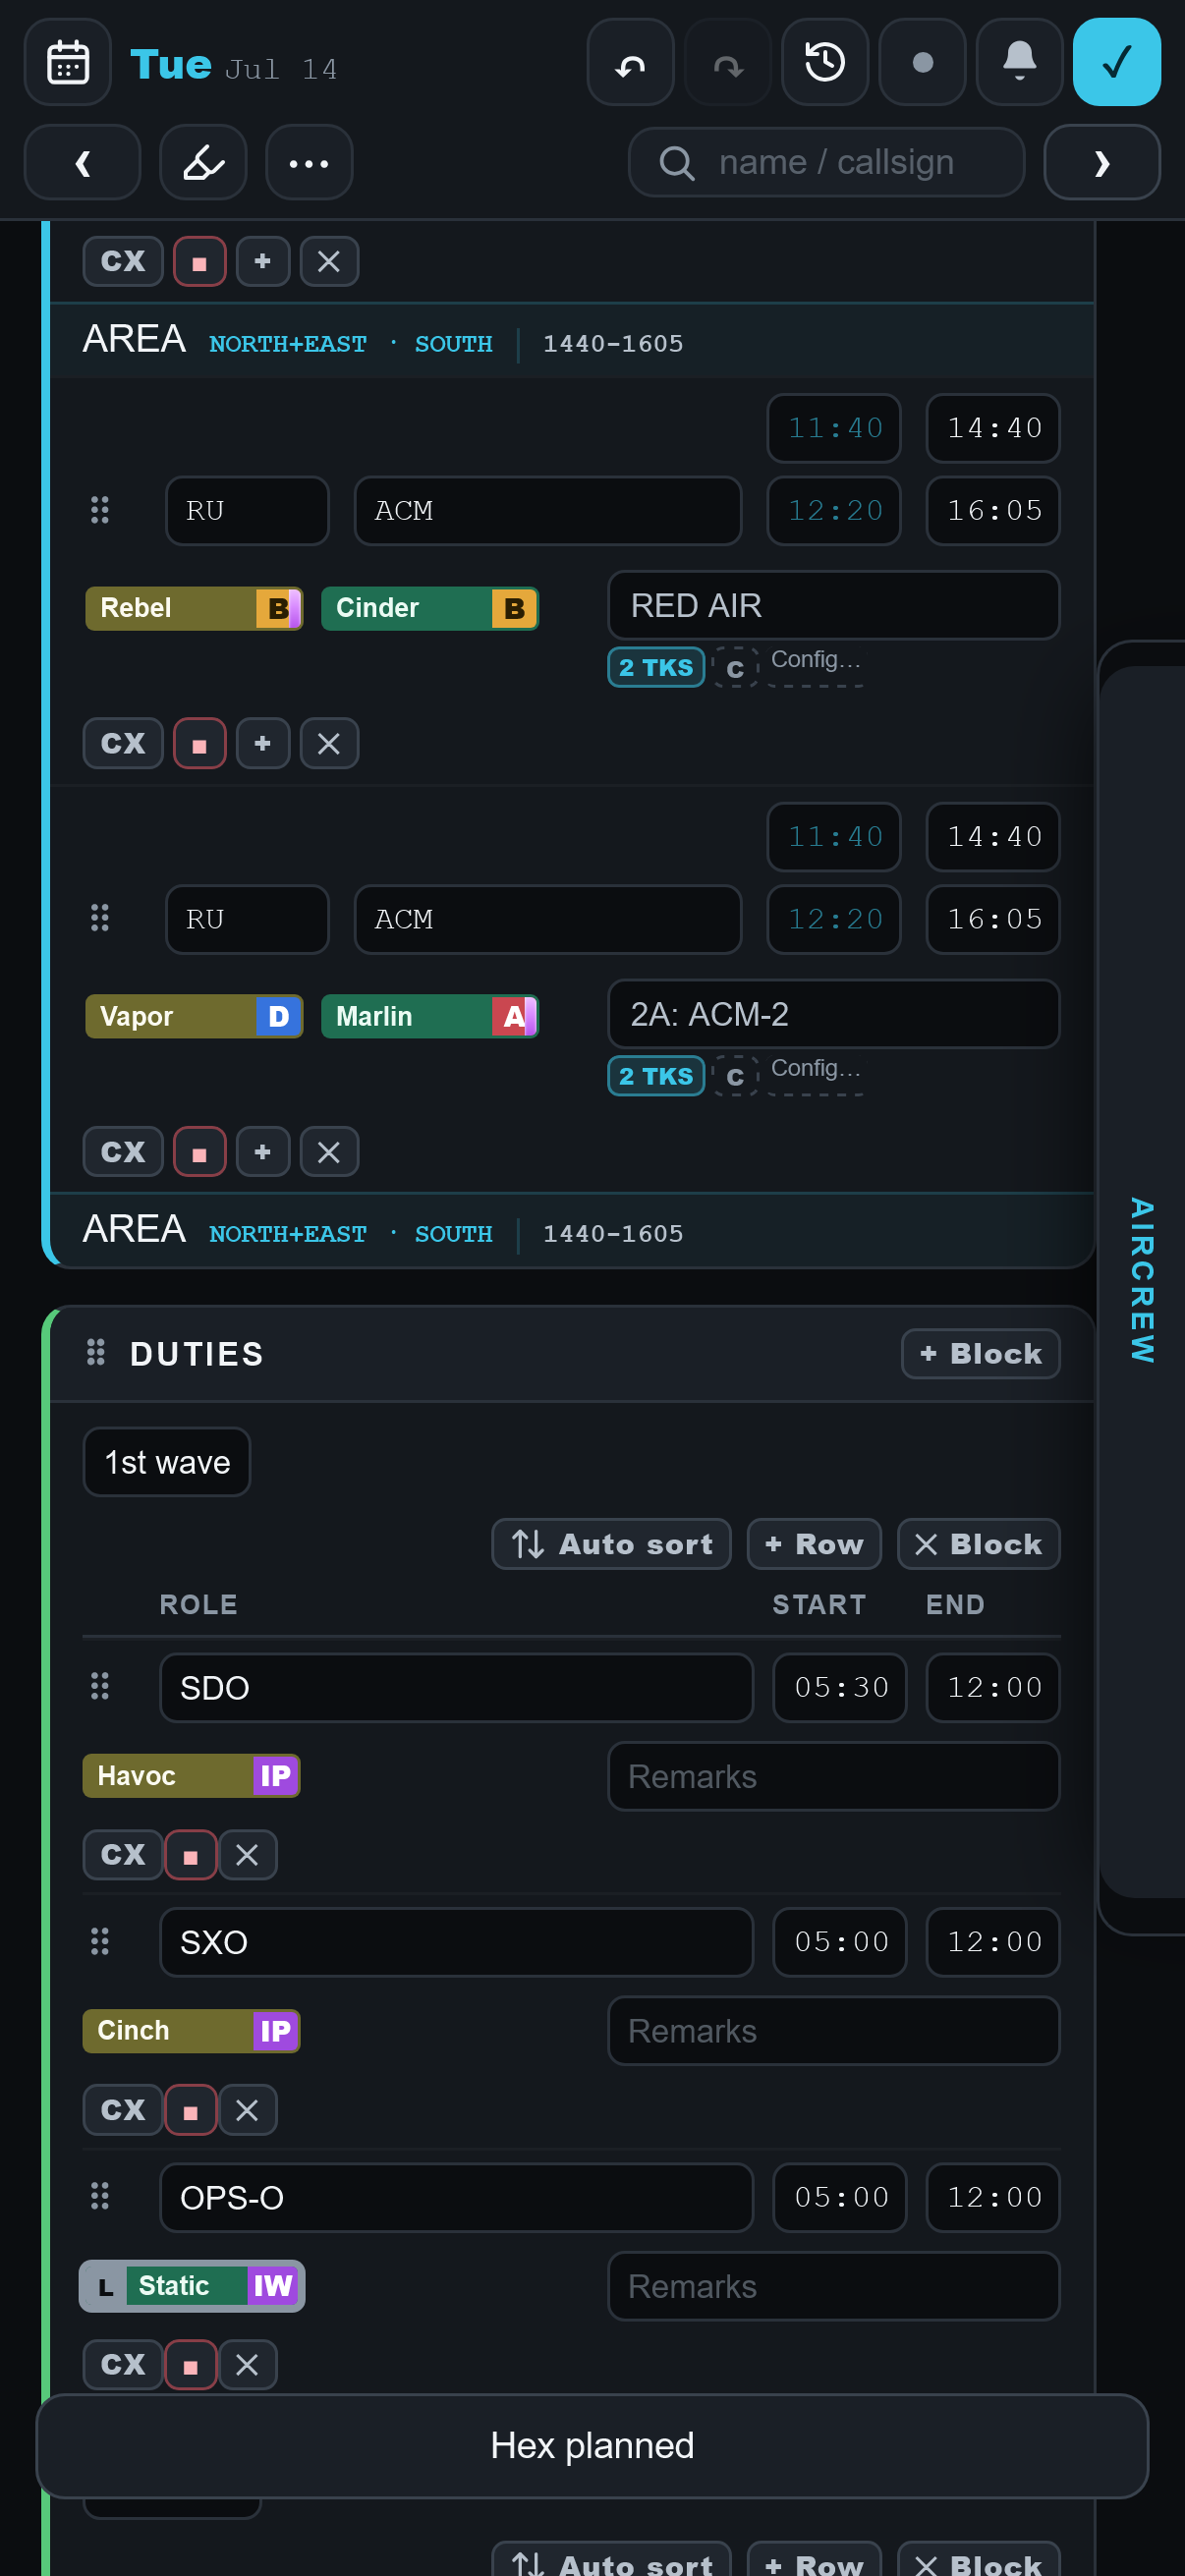 Tue Jul 14
name / callsign
CX +
AREA NORTH+EAST · SOUTH 1440-1605
11:40 14:40
RU ACM 12:20 16:05
Rebel B Cinder B RED AIR
2 TKS C Config...
CX +
11:40 14:40
RU ACM 12:20 16:05
Vapor D Marlin A 2A: ACM-2
2 TKS C Config...
CX +
AREA NORTH+EAST · SOUTH 1440-1605
AIRCREW
DUTIES + Block
1st wave
Auto sort + Row × Block
ROLE START END
SDO 05:30 12:00
Havoc IP Remarks
CX
SXO 05:00 12:00
Cinch IP Remarks
CX
OPS-O 05:00 12:00
L Static IW Remarks
CX
Hex planned
Auto sort + Row × Block